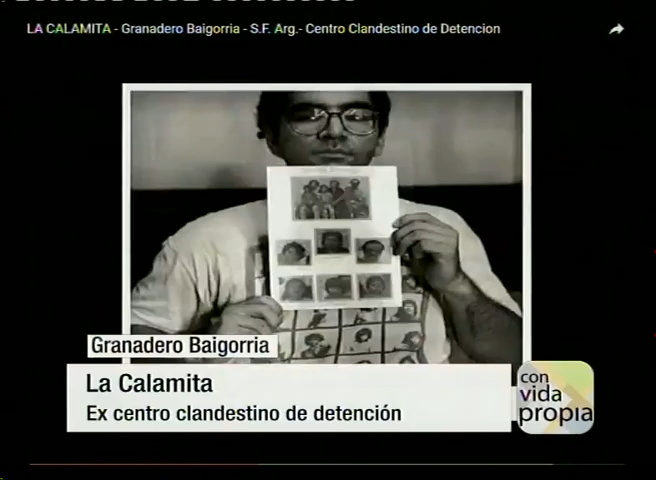 LA CALAMITA - Granadero Baigorria - S.F. Arg.- Centro Clandestino de Detencion
Granadero Baigorria
La Calamita
Ex centro clandestino de detención
con
vida
propia